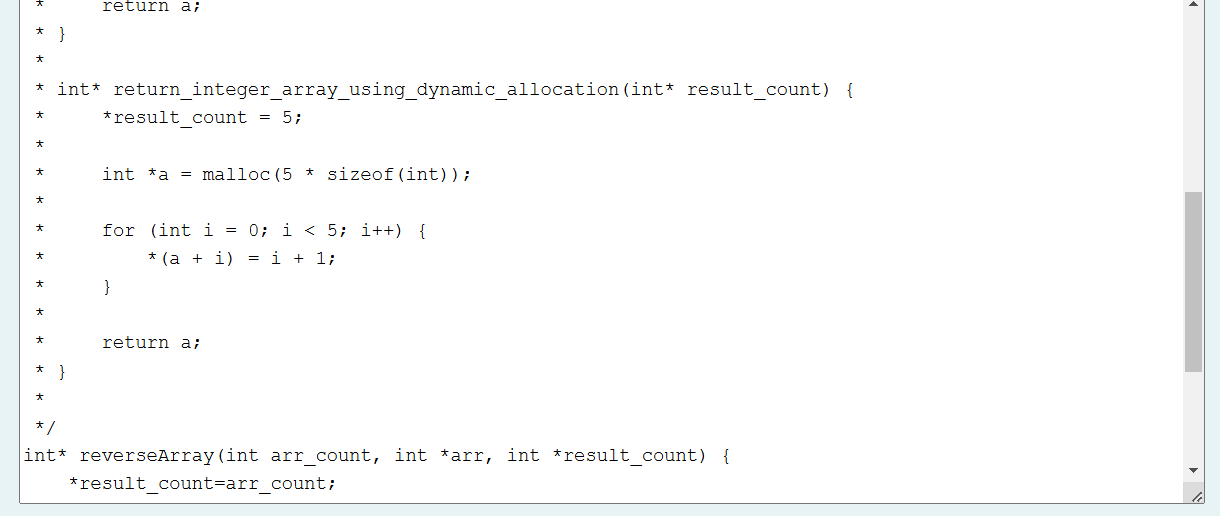 *     return a;
* }
*
* int* return_integer_array_using_dynamic_allocation(int* result_count) {
*     *result_count = 5;
*
*     int *a = malloc(5 * sizeof(int));
*
*     for (int i = 0; i < 5; i++) {
*         *(a + i) = i + 1;
*     }
*
*     return a;
* }
*
*/
int* reverseArray(int arr_count, int *arr, int *result_count) {
    *result_count=arr_count;